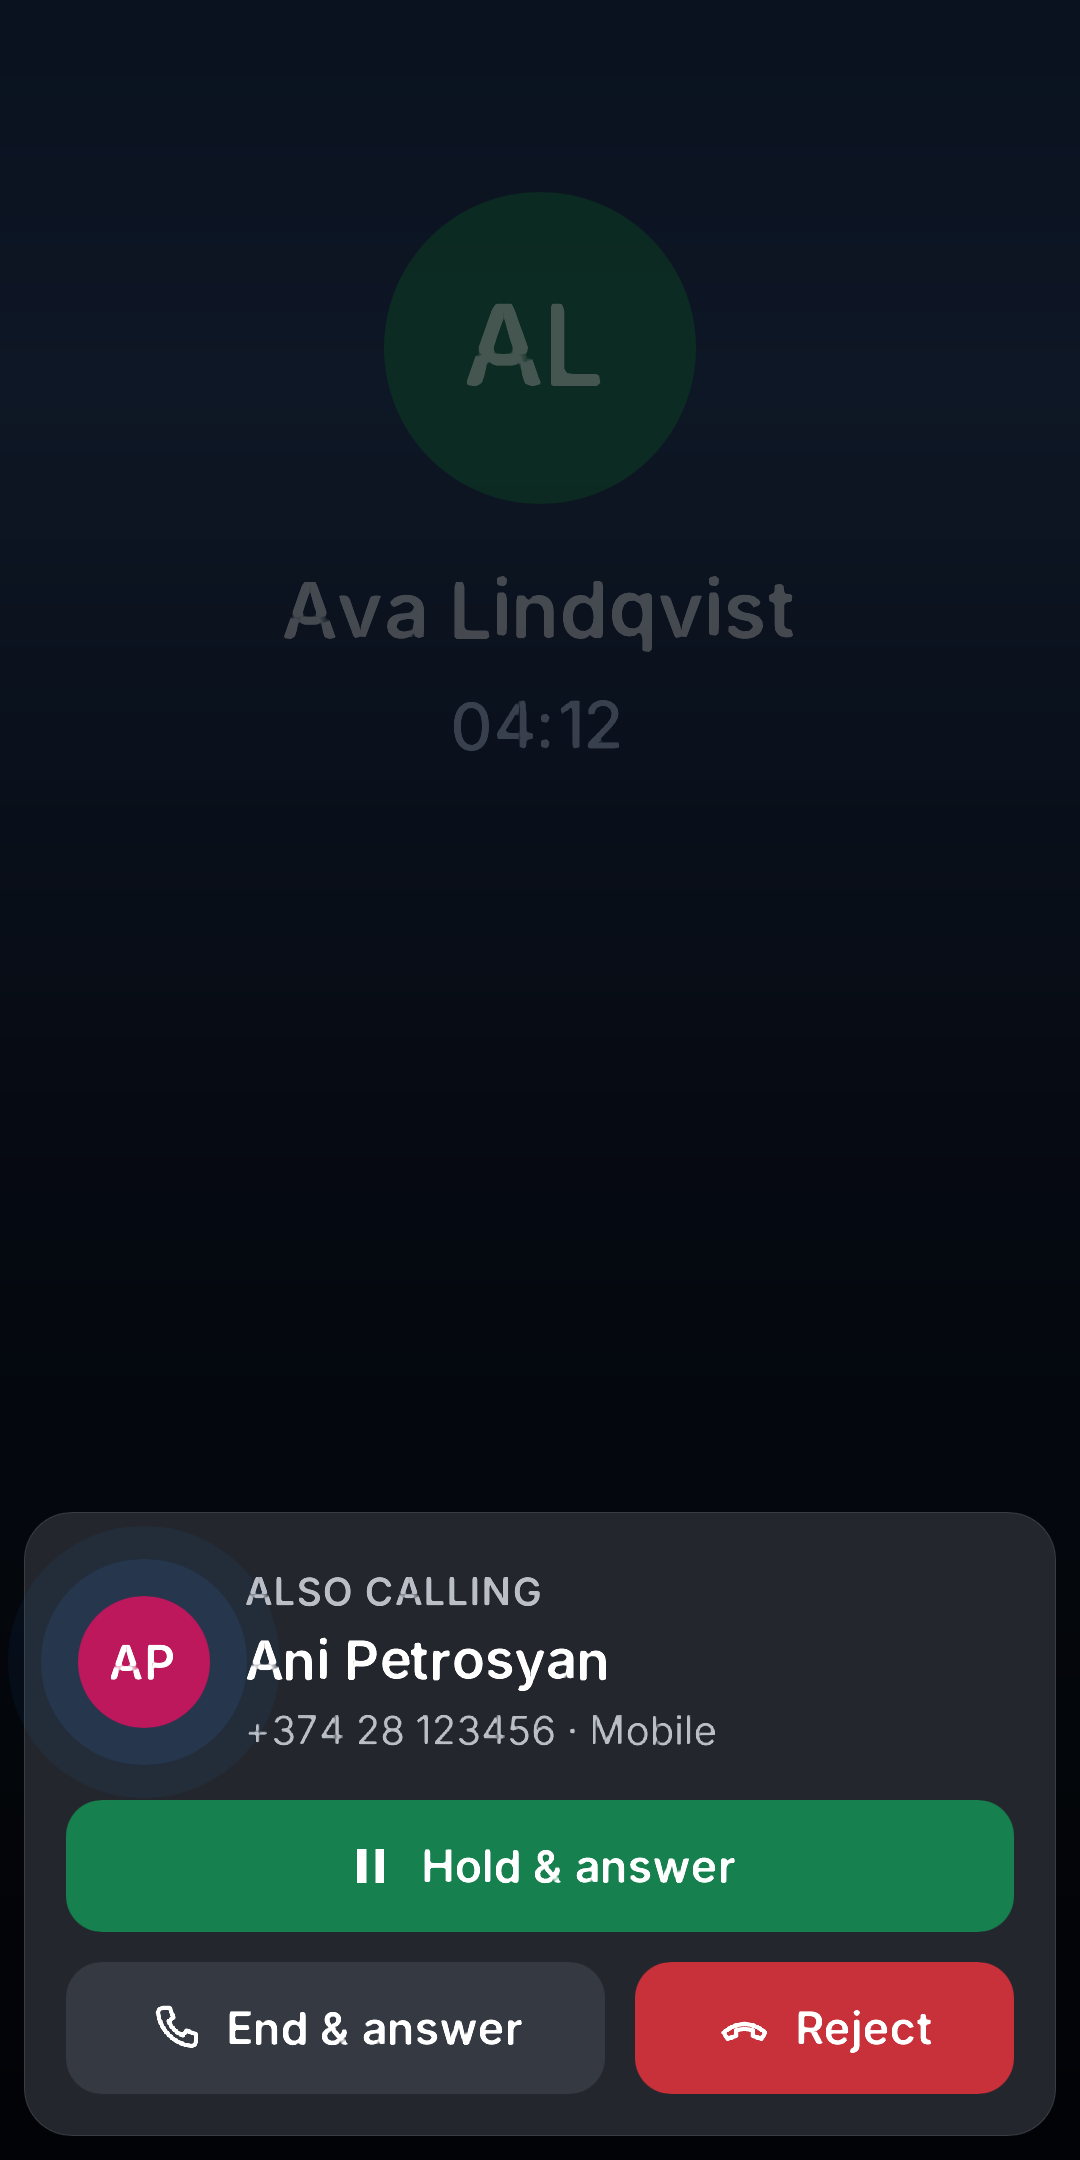 AL
Ava Lindqvist
04:12
ALSO CALLING
AP
Ani Petrosyan
+374 28 123456 · Mobile
Hold & answer
End & answer
Reject